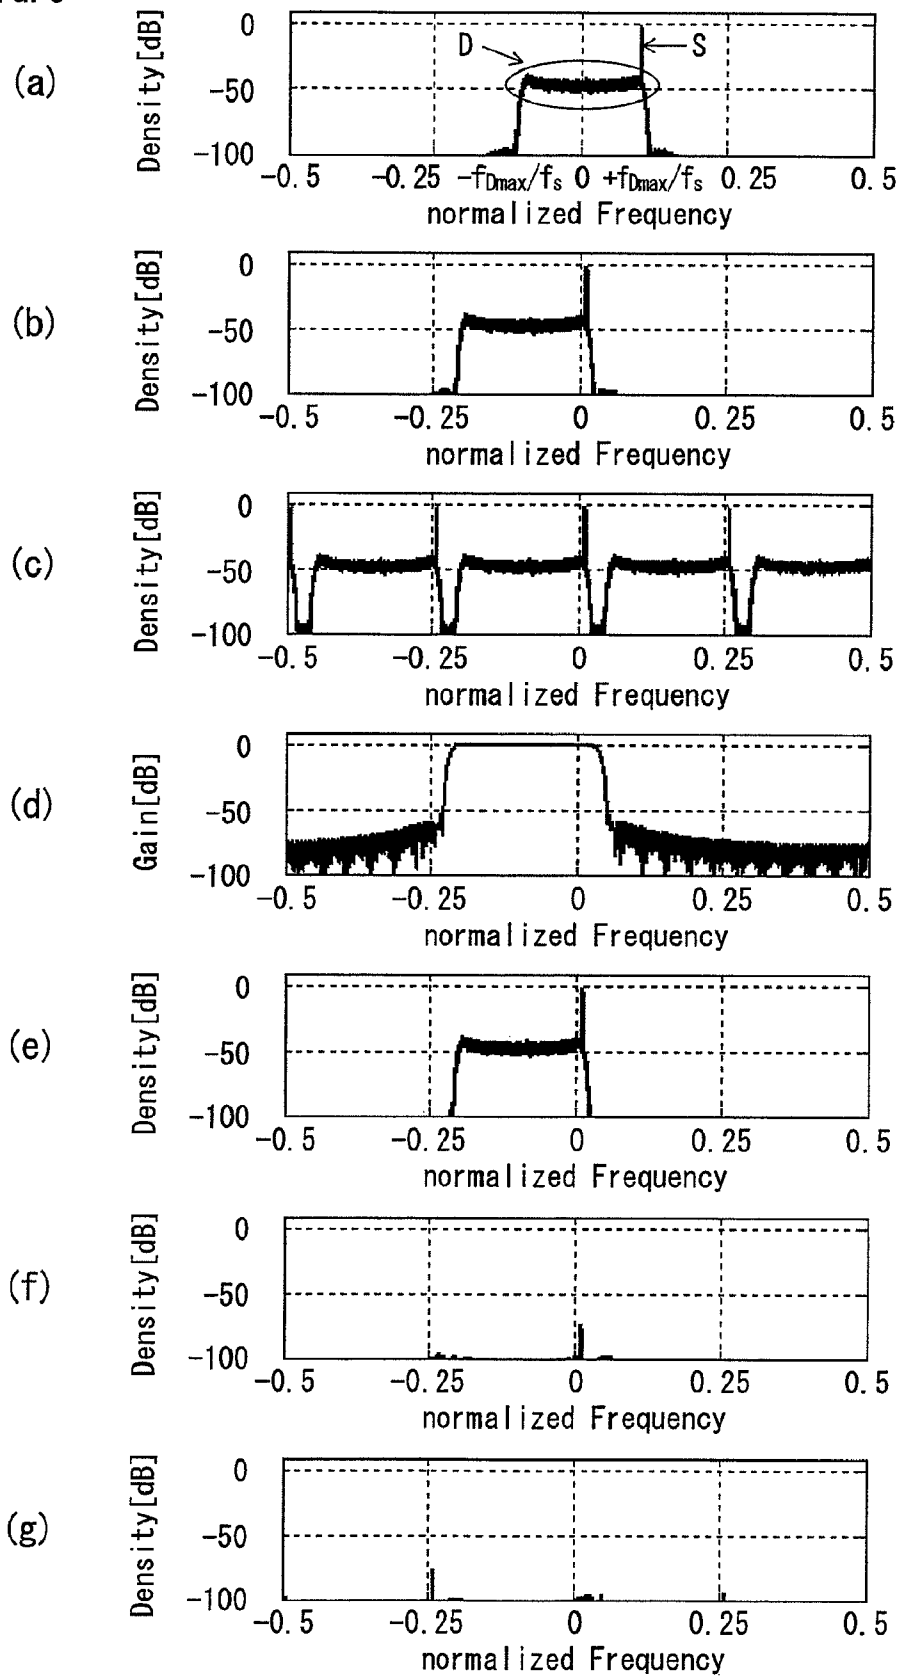 (a)
Density[dB]
0
-50
-100
D
S
-0.5 -0.25 -fDmax/fs 0 +fDmax/fs 0.25 0.5
normalized Frequency
(b)
Density[dB]
0
-50
-100
-0.5 -0.25 0 0.25 0.5
normalized Frequency
(c)
Density[dB]
0
-50
-100
-0.5 -0.25 0 0.25 0.5
normalized Frequency
(d)
Gain[dB]
0
-50
-100
-0.5 -0.25 0 0.25 0.5
normalized Frequency
(e)
Density[dB]
0
-50
-100
-0.5 -0.25 0 0.25 0.5
normalized Frequency
(f)
Density[dB]
0
-50
-100
-0.5 -0.25 0 0.25 0.5
normalized Frequency
(g)
Density[dB]
0
-50
-100
-0.5 -0.25 0 0.25 0.5
normalized Frequency